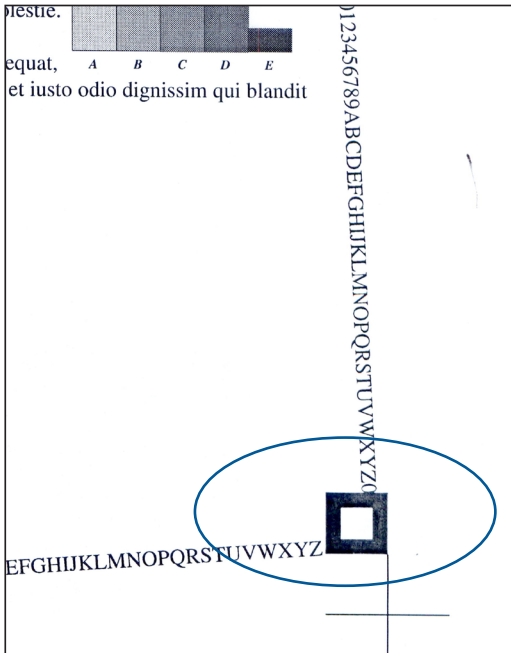 olestie.
A B C D E
equat,
et iusto odio dignissim qui blandit
0123456789ABCDEFGHIJKLMNOPQRSTUVWXYZ0
EFGHIJKLMNOPQRSTUVWXYZ